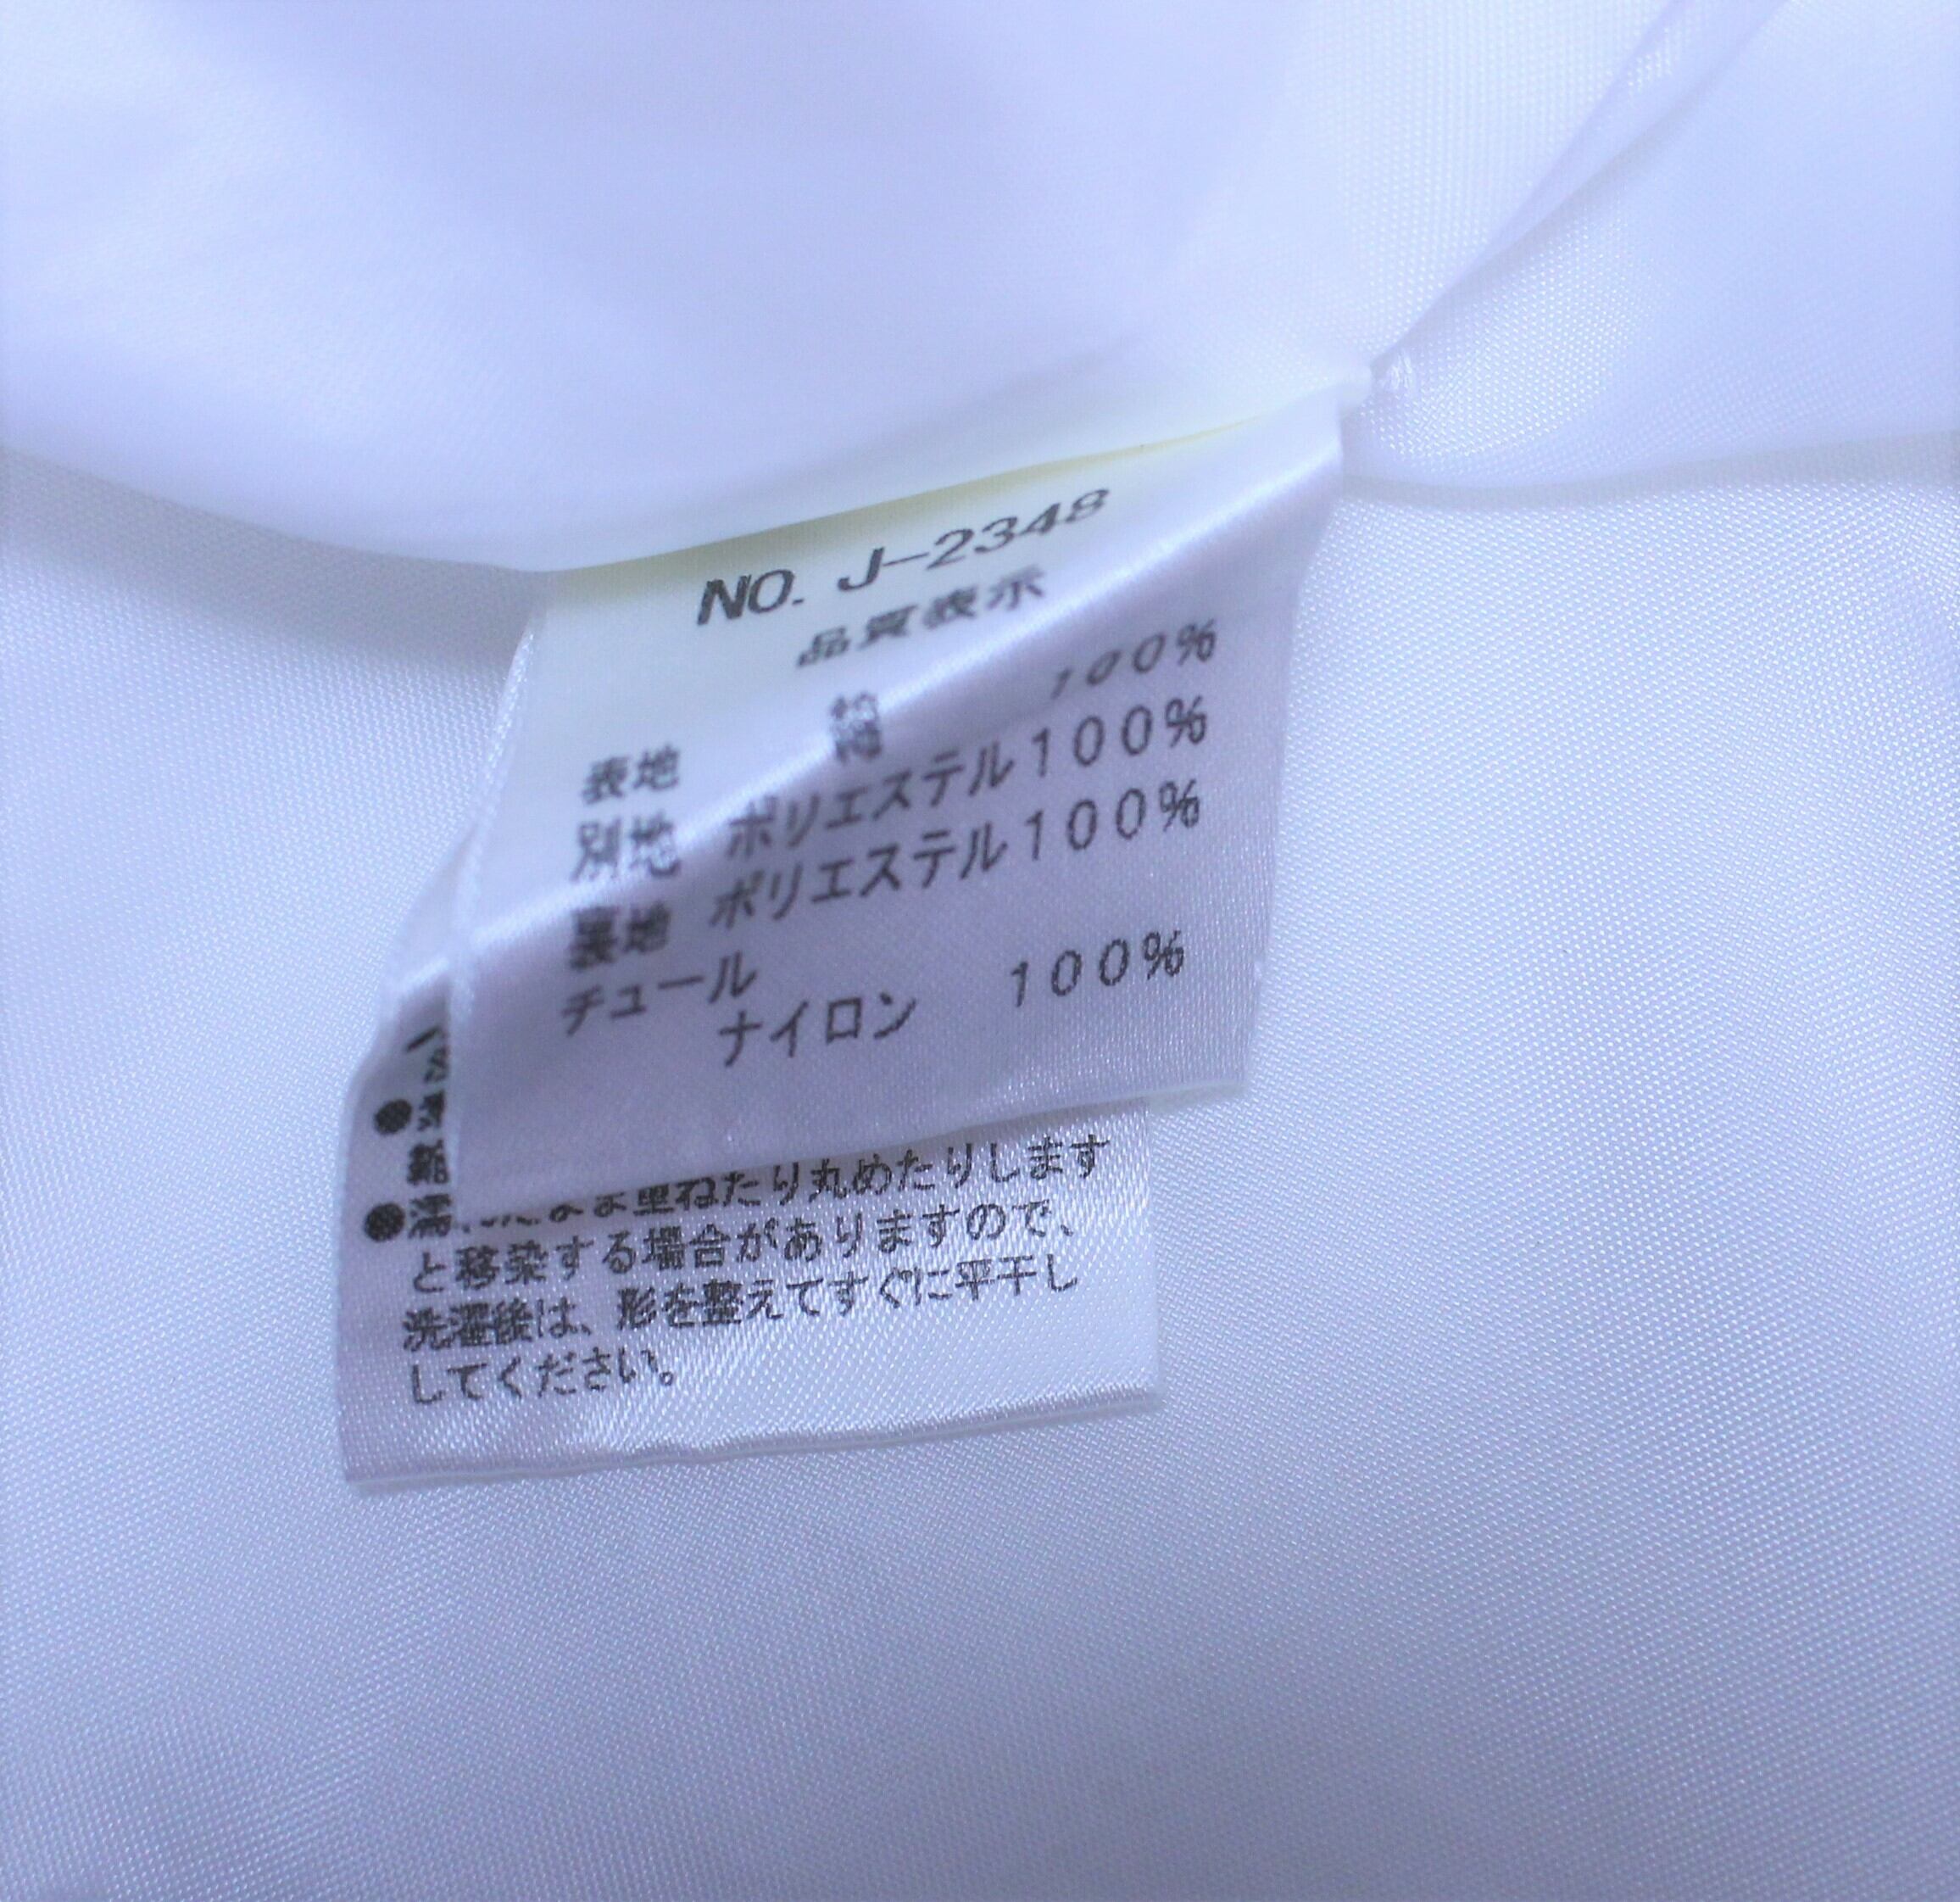 NO. J-2348
品質表示
表地 綿 100%
別地 ポリエステル100%
裏地 ポリエステル100%
チュール
ナイロン 100%
●
●
まま重ねたり丸めたりします
と移染する場合がありますので、
洗濯後は、形を整えてすぐに平干し
してください。